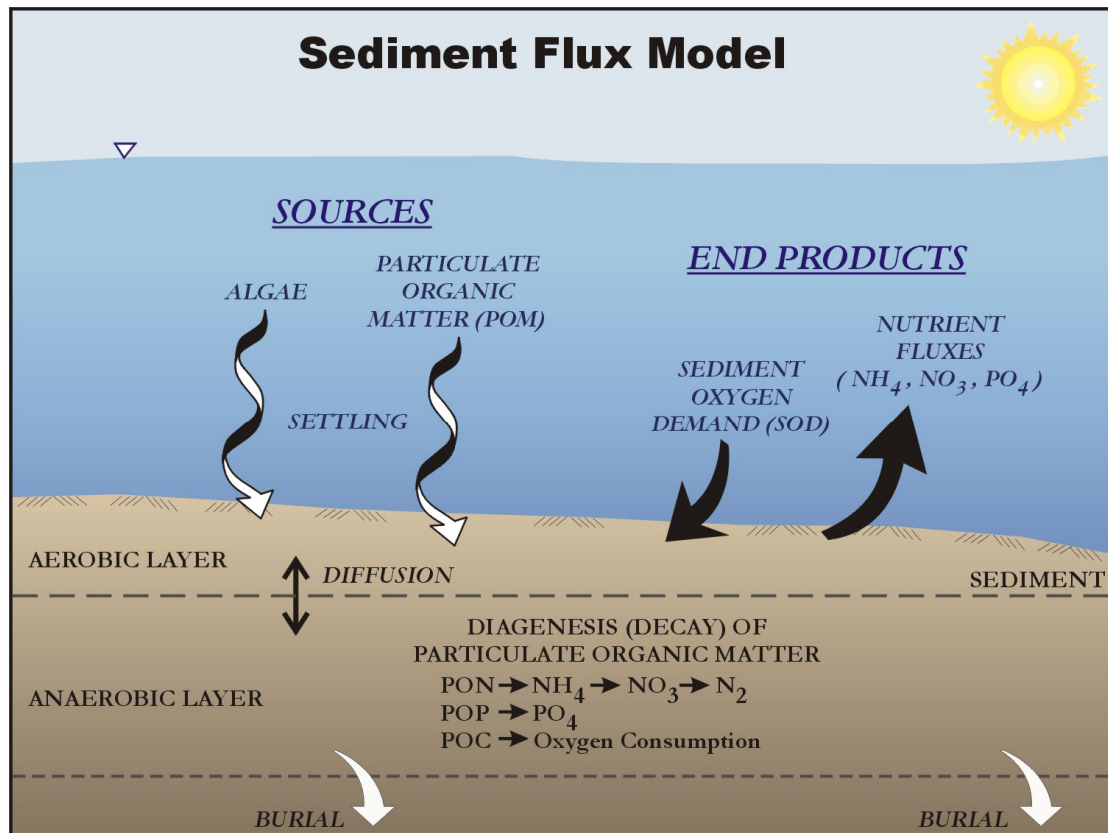 Sediment Flux Model
SOURCES
ALGAE
PARTICULATE
ORGANIC
MATTER (POM)
SETTLING
END PRODUCTS
SEDIMENT
OXYGEN
DEMAND (SOD)
NUTRIENT
FLUXES
( NH4 , NO3 , PO4 )
AEROBIC LAYER
DIFFUSION
SEDIMENT
DIAGENESIS (DECAY) OF
PARTICULATE ORGANIC MATTER
ANAEROBIC LAYER
PON → NH4 → NO3 → N2
POP → PO4
POC → Oxygen Consumption
BURIAL
BURIAL